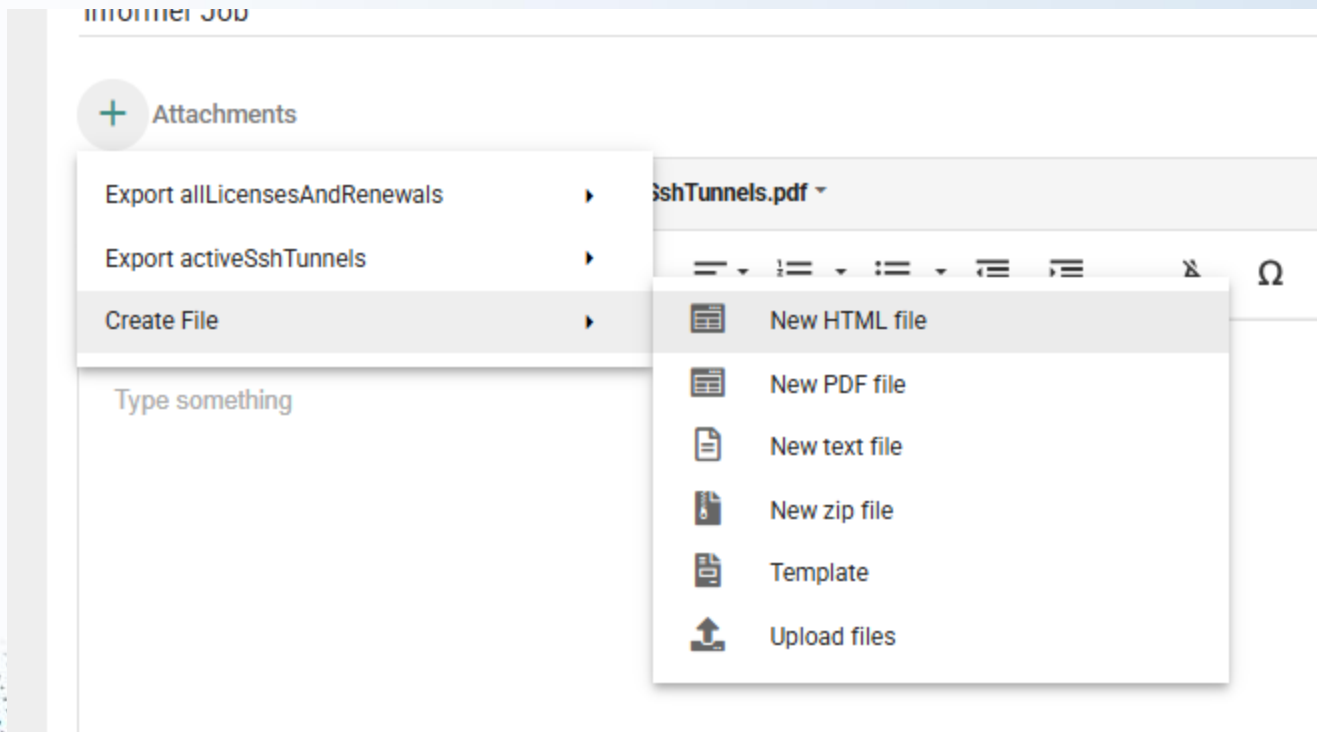 Informer Job
Attachments
Export allLicensesAndRenewals
SshTunnels.pdf
Export activeSshTunnels
Ω
Create File
New HTML file
New PDF file
Type something
New text file
New zip file
Template
Upload files